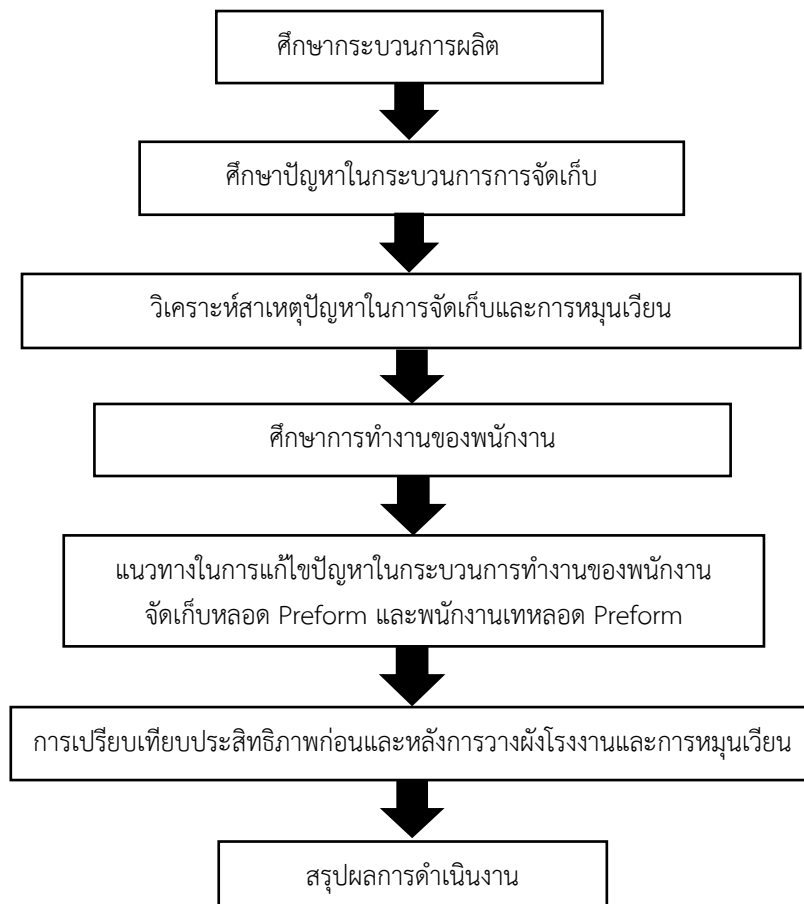 ศึกษากระบวนการผลิต
ศึกษาปัญหาในกระบวนการการจัดเก็บ
วิเคราะห์สาเหตุปัญหาในการจัดเก็บและการหมุนเวียน
ศึกษาการทำงานของพนักงาน
แนวทางในการแก้ไขปัญหาในกระบวนการทำงานของพนักงาน
จัดเก็บหลอด Preform และพนักงานเทหลอด Preform
การเปรียบเทียบประสิทธิภาพก่อนและหลังการวางผังโรงงานและการหมุนเวียน
สรุปผลการดำเนินงาน